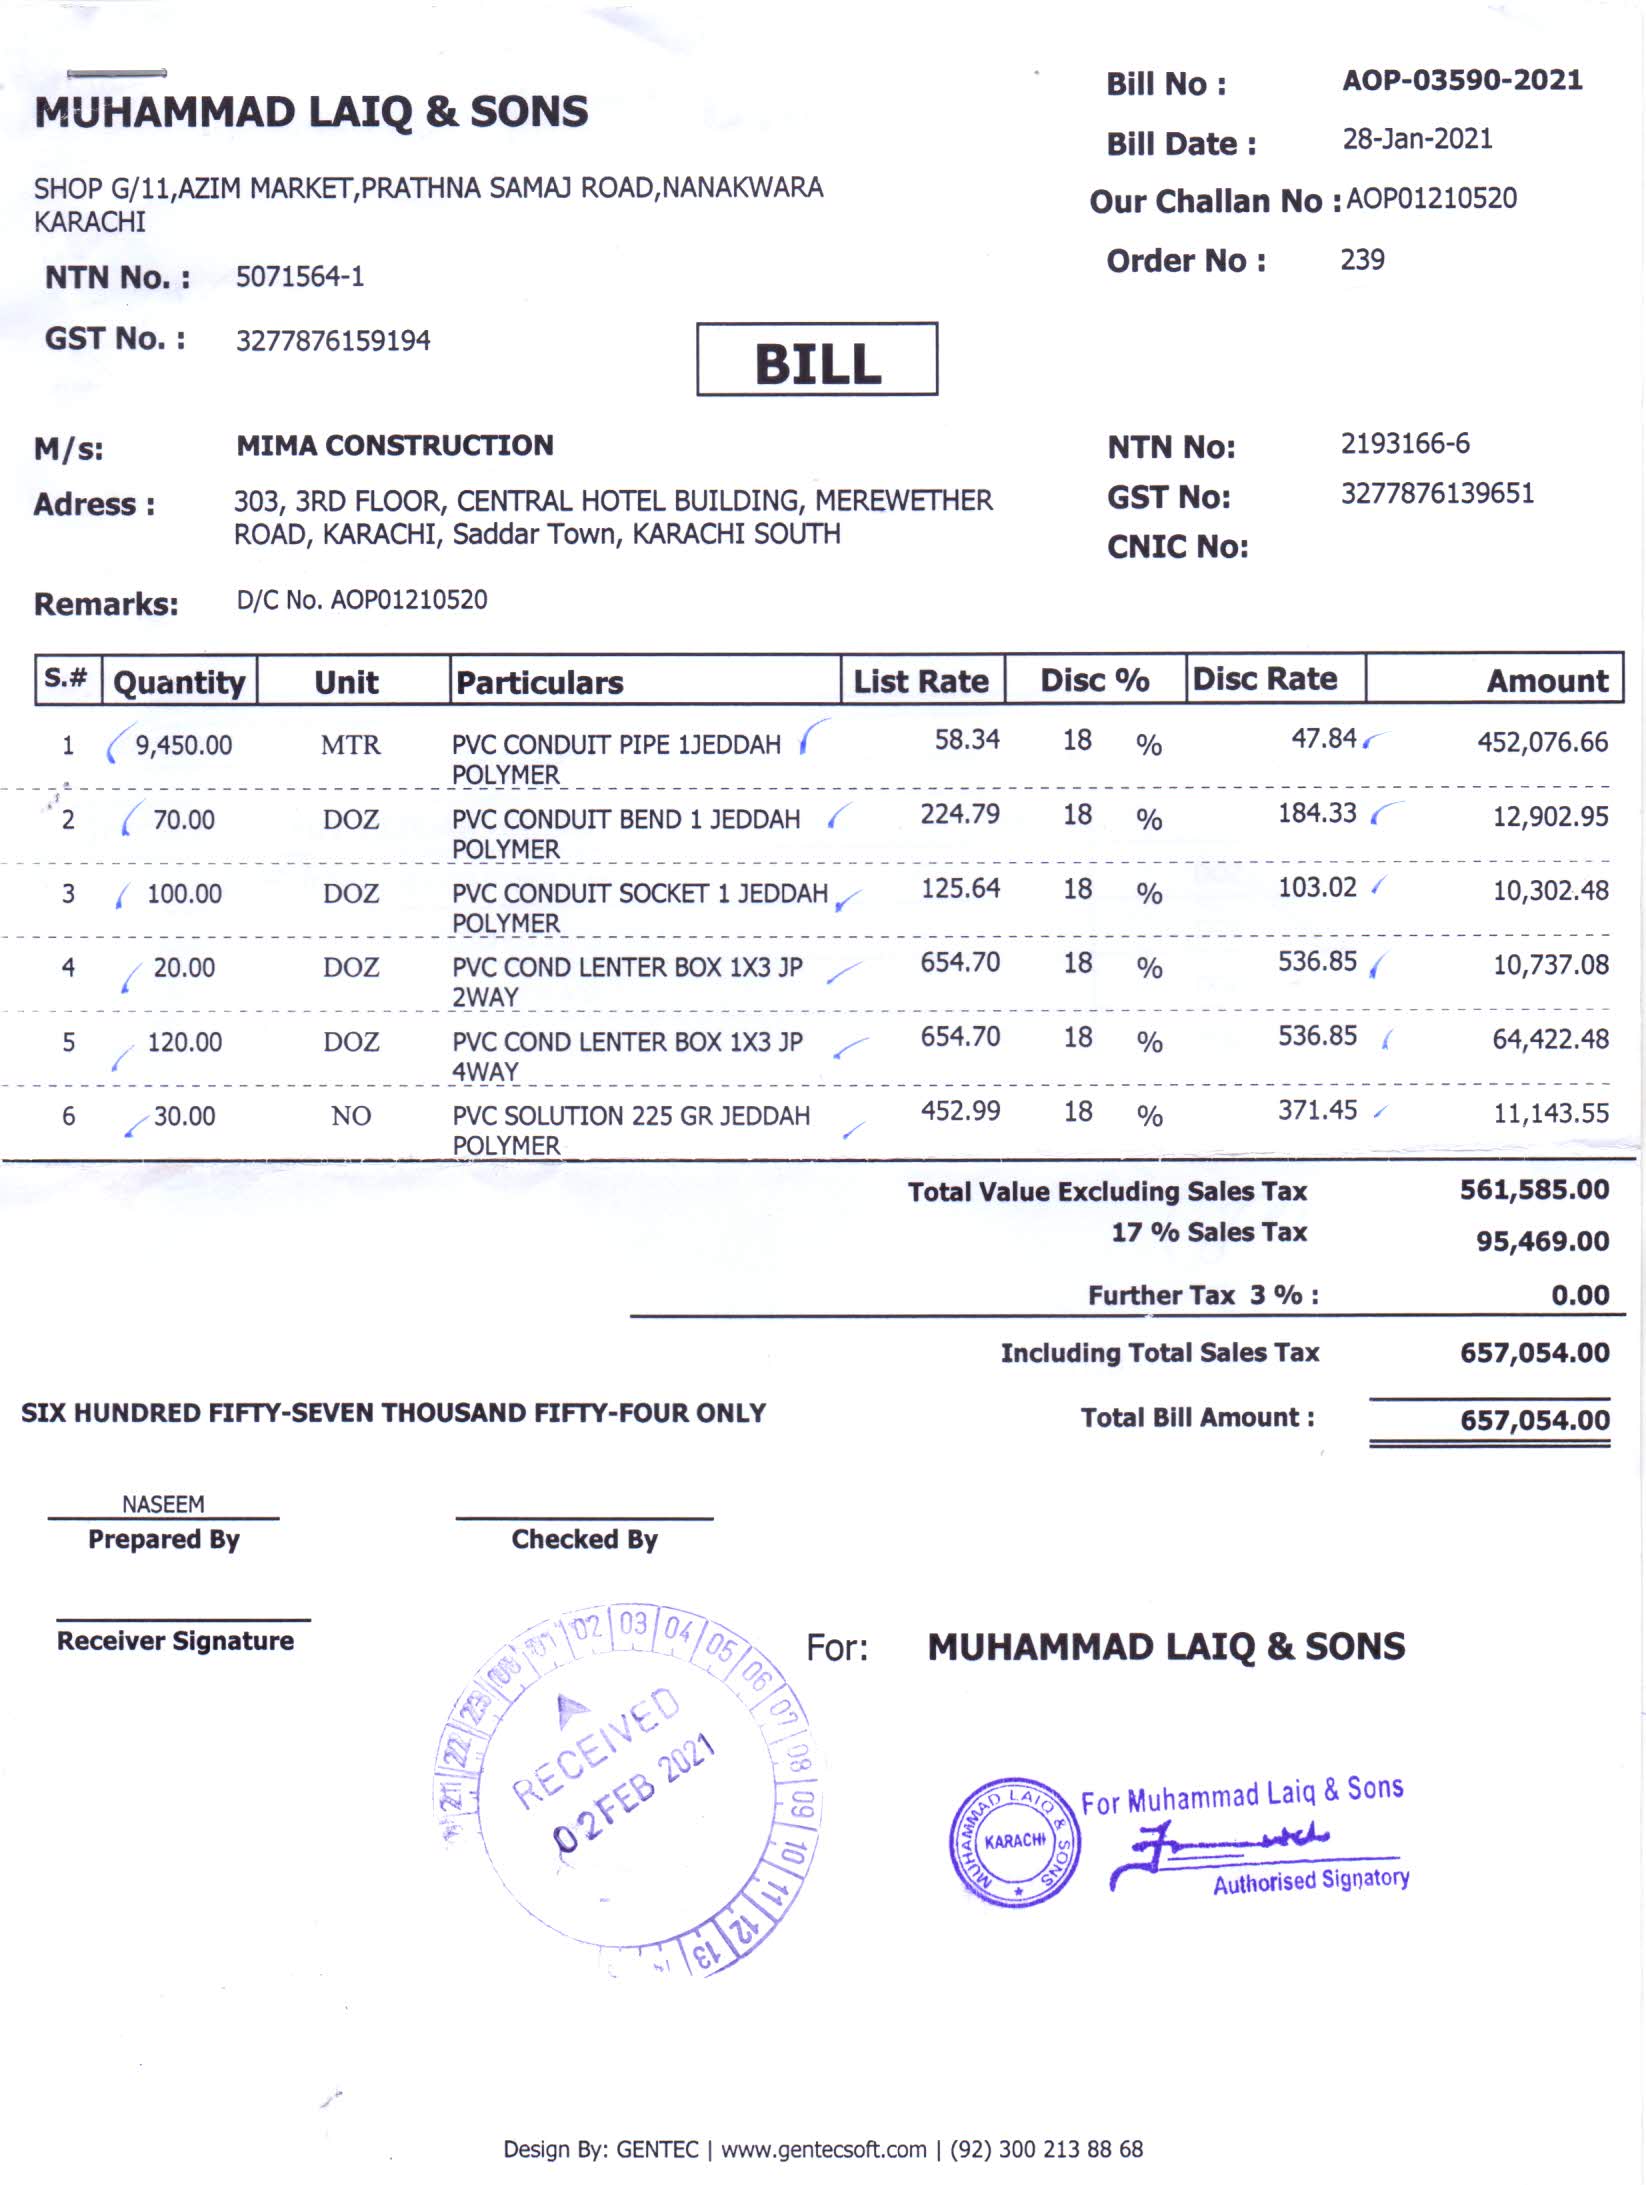 MUHAMMAD LAIQ & SONS
SHOP G/11,AZIM MARKET,PRATHNA SAMAJ ROAD,NANAKWARA
KARACHI
NTN No. : 5071564-1
GST No. : 3277876159194
Bill No : AOP-03590-2021
Bill Date : 28-Jan-2021
Our Challan No : AOP01210520
Order No : 239
BILL
M/s: MIMA CONSTRUCTION
Adress : 303, 3RD FLOOR, CENTRAL HOTEL BUILDING, MEREWETHER
ROAD, KARACHI, Saddar Town, KARACHI SOUTH
NTN No: 2193166-6
GST No: 3277876139651
CNIC No:
Remarks: D/C No. AOP01210520
S.# Quantity Unit Particulars List Rate Disc % Disc Rate Amount
1 9,450.00 MTR PVC CONDUIT PIPE 1JEDDAH 58.34 18 % 47.84 452,076.66
POLYMER
2 70.00 DOZ PVC CONDUIT BEND 1 JEDDAH 224.79 18 % 184.33 12,902.95
POLYMER
3 100.00 DOZ PVC CONDUIT SOCKET 1 JEDDAH 125.64 18 % 103.02 10,302.48
POLYMER
4 20.00 DOZ PVC COND LENTER BOX 1X3 JP 654.70 18 % 536.85 10,737.08
2WAY
5 120.00 DOZ PVC COND LENTER BOX 1X3 JP 654.70 18 % 536.85 64,422.48
4WAY
6 30.00 NO PVC SOLUTION 225 GR JEDDAH 452.99 18 % 371.45 11,143.55
POLYMER
Total Value Excluding Sales Tax 561,585.00
17 % Sales Tax 95,469.00
Further Tax 3 % : 0.00
Including Total Sales Tax 657,054.00
SIX HUNDRED FIFTY-SEVEN THOUSAND FIFTY-FOUR ONLY
Total Bill Amount : 657,054.00
NASEEM
Prepared By
Checked By
Receiver Signature
21 22 23 00 01 02 03 04 05 06 07 08 09 10 11 12 13
RECEIVED
02 FEB 2021
For: MUHAMMAD LAIQ & SONS
MUHAMMAD LAIQ & SONS
KARACHI
For Muhammad Laiq & Sons
Authorised Signatory
Design By: GENTEC | www.gentecsoft.com | (92) 300 213 88 68